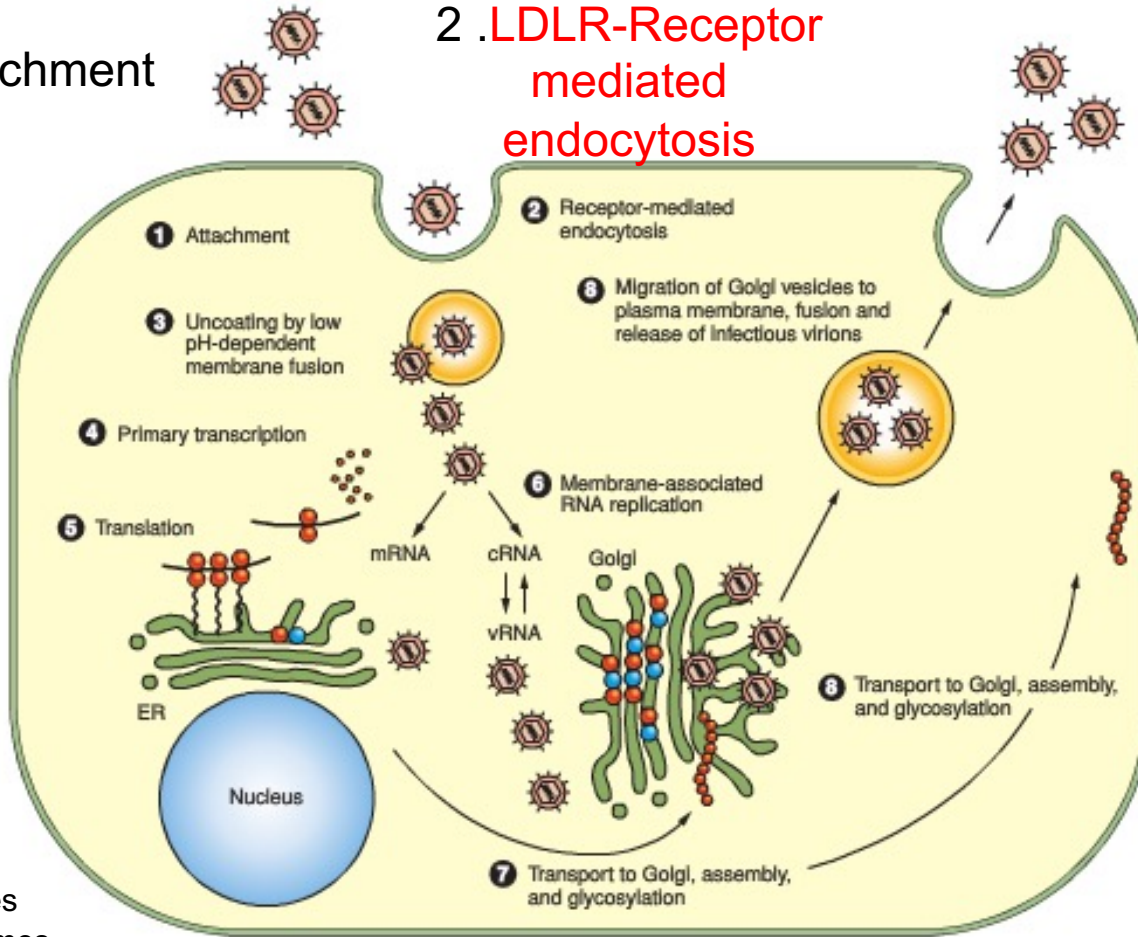 chment
2 .LDLR-Receptor
mediated
endocytosis
1 Attachment
2 Receptor-mediated
endocytosis
3 Uncoating by low
pH-dependent
membrane fusion
8 Migration of Golgi vesicles to
plasma membrane, fusion and
release of infectious virions
4 Primary transcription
5 Translation
6 Membrane-associated
RNA replication
mRNA
cRNA
Golgi
vRNA
ER
8 Transport to Golgi, assembly,
and glycosylation
Nucleus
7 Transport to Golgi, assembly,
and glycosylation
es